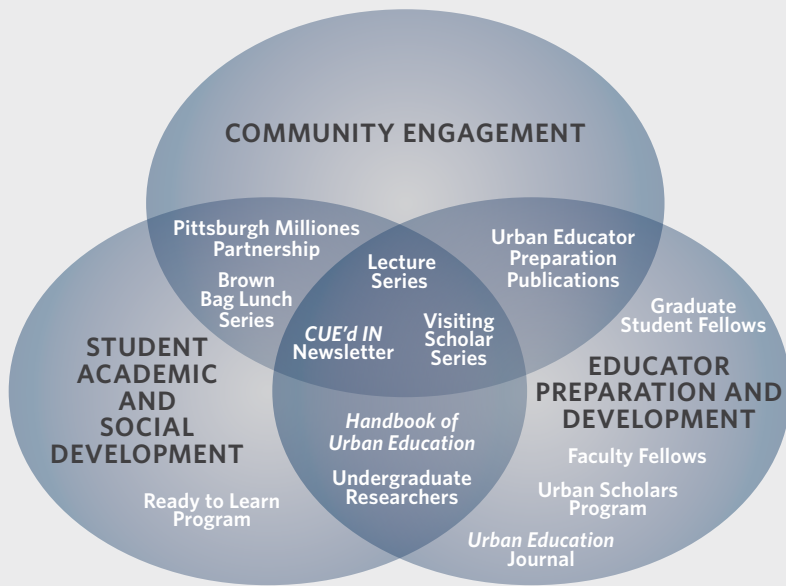 COMMUNITY ENGAGEMENT
Pittsburgh Milliones
Partnership
Brown
Bag Lunch
Series
Lecture
Series
CUE'd IN
Newsletter
Visiting
Scholar
Series
Urban Educator
Preparation
Publications
Graduate
Student Fellows
STUDENT
ACADEMIC
AND
SOCIAL
DEVELOPMENT
EDUCATOR
PREPARATION AND
DEVELOPMENT
Handbook of
Urban Education
Undergraduate
Researchers
Ready to Learn
Program
Faculty Fellows
Urban Scholars
Program
Urban Education
Journal